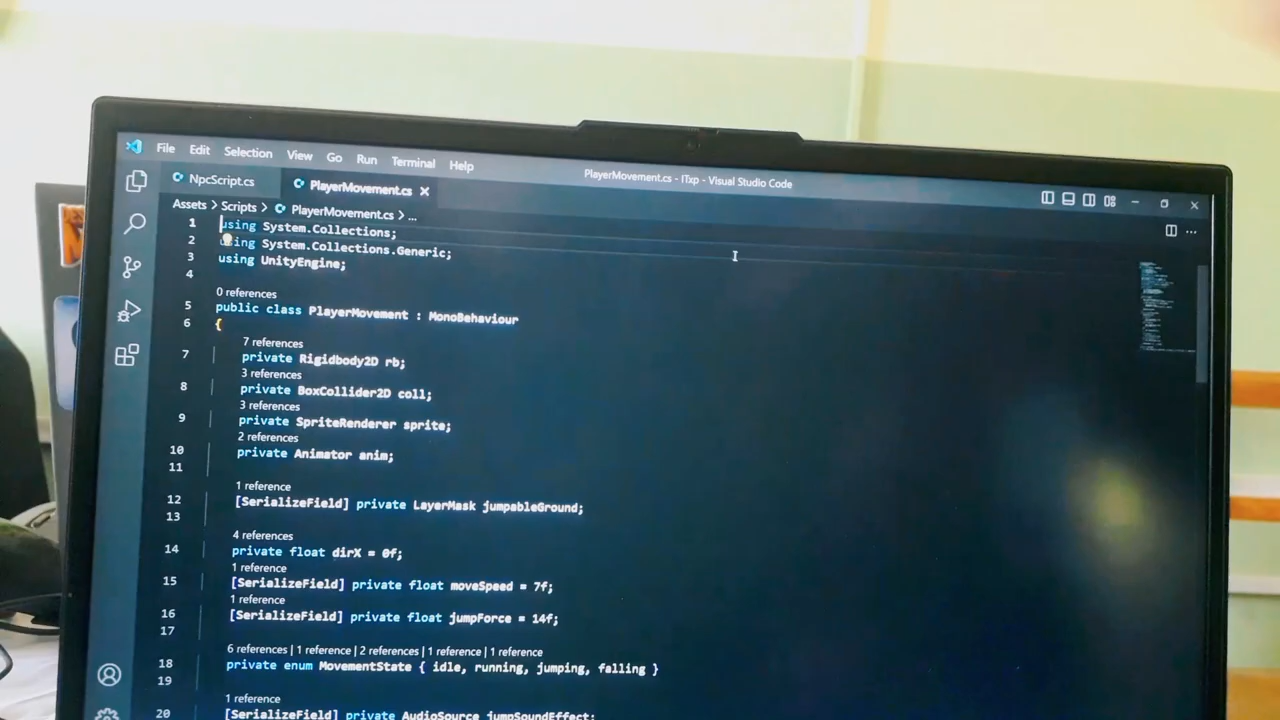 File Edit Selection View Go Run Terminal Help PlayerMovement.cs - ITxp - Visual Studio Code
NpcScript.cs PlayerMovement.cs
Assets > Scripts > PlayerMovement.cs > ...
1 using System.Collections;
2 using System.Collections.Generic;
3 using UnityEngine;
4
0 references
5 public class PlayerMovement : MonoBehaviour
6 {
7 references
7 private Rigidbody2D rb;
3 references
8 private BoxCollider2D coll;
3 references
9 private SpriteRenderer sprite;
2 references
10 private Animator anim;
11
1 reference
12 [SerializeField] private LayerMask jumpableGround;
13
4 references
14 private float dirX = 0f;
1 reference
15 [SerializeField] private float moveSpeed = 7f;
1 reference
16 [SerializeField] private float jumpForce = 14f;
17
6 references | 1 reference | 2 references | 1 reference | 1 reference
18 private enum MovementState { idle, running, jumping, falling }
19
1 reference
20 [SerializeField] private AudioSource jumpSoundEffect;